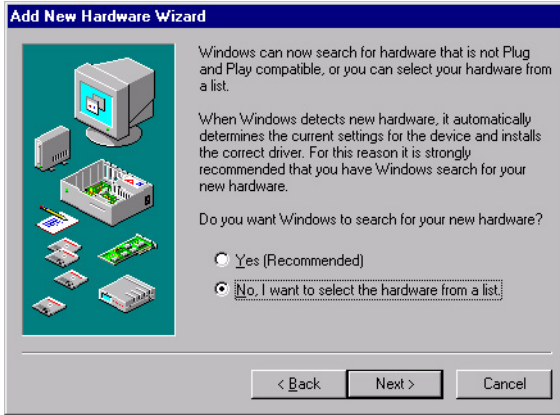 Add New Hardware Wizard
Windows can now search for hardware that is not Plug
and Play compatible, or you can select your hardware from
a list.
When Windows detects new hardware, it automatically
determines the current settings for the device and installs
the correct driver. For this reason it is strongly
recommended that you have Windows search for your
new hardware.
Do you want Windows to search for your new hardware?
Yes (Recommended)
No, I want to select the hardware from a list.
< Back
Next >
Cancel